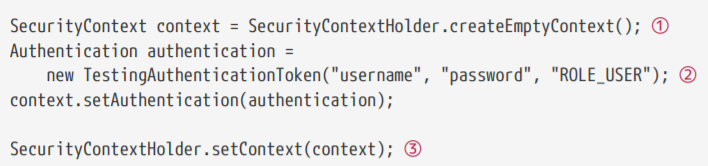 SecurityContext context = SecurityContextHolder.createEmptyContext(); ①
Authentication authentication =
    new TestingAuthenticationToken("username", "password", "ROLE_USER"); ②
context.setAuthentication(authentication);

SecurityContextHolder.setContext(context); ③